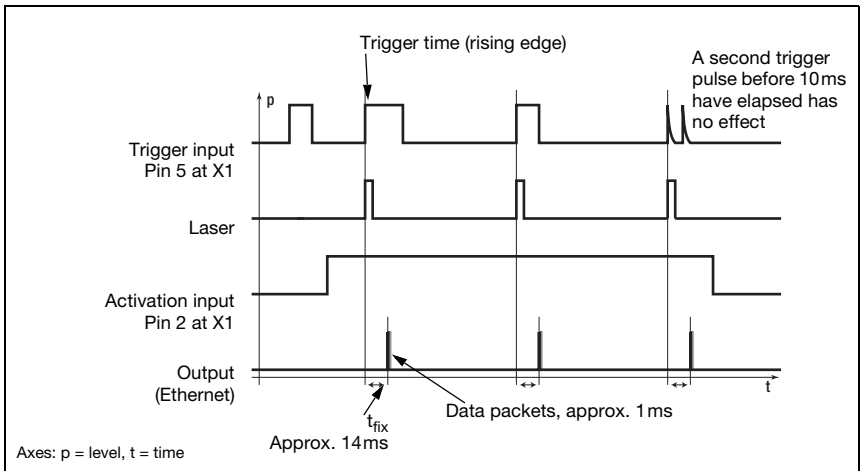 Trigger time (rising edge)
A second trigger
pulse before 10ms
have elapsed has
no effect
p
Trigger input
Pin 5 at X1
Laser
Activation input
Pin 2 at X1
Output
(Ethernet)
t
tfix
Approx. 14ms
Data packets, approx. 1ms
Axes: p = level, t = time